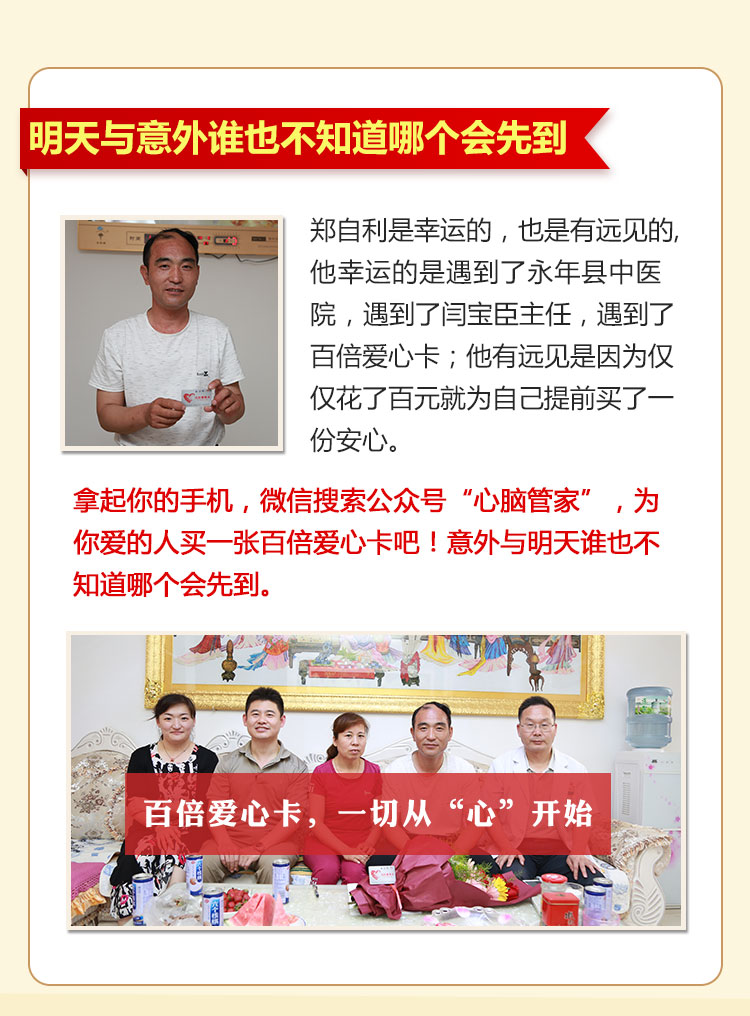 明天与意外谁也不知道哪个会先到
郑自利是幸运的，也是有远见的,
他幸运的是遇到了永年县中医
院，遇到了闫宝臣主任，遇到了
百倍爱心卡；他有远见是因为仅
仅花了百元就为自己提前买了一
份安心。
拿起你的手机，微信搜索公众号“心脑管家”，为
你爱的人买一张百倍爱心卡吧！意外与明天谁也不
知道哪个会先到。
百倍爱心卡，一切从“心”开始